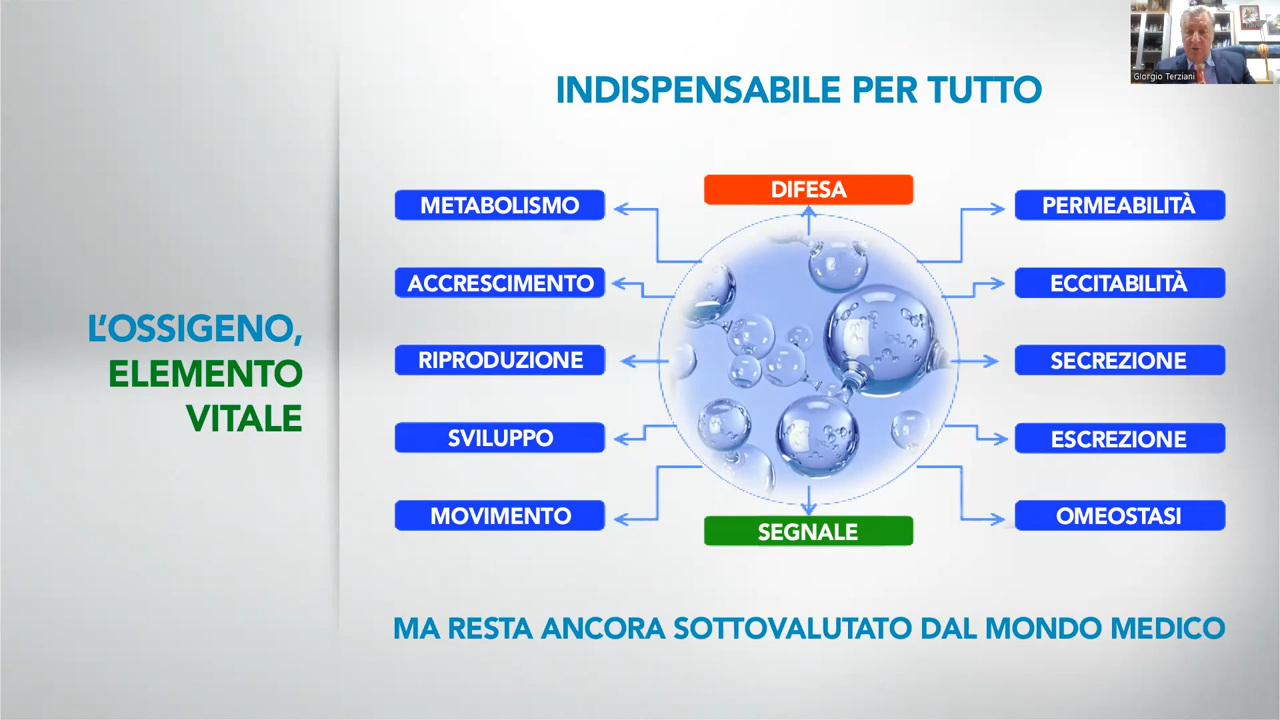 INDISPENSABILE PER TUTTO
Giorgio Terziani
L'OSSIGENO,
ELEMENTO
VITALE
DIFESA
METABOLISMO
ACCRESCIMENTO
RIPRODUZIONE
SVILUPPO
MOVIMENTO
PERMEABILITÀ
ECCITABILITÀ
SECREZIONE
ESCREZIONE
OMEOSTASI
SEGNALE
MA RESTA ANCORA SOTTOVALUTATO DAL MONDO MEDICO